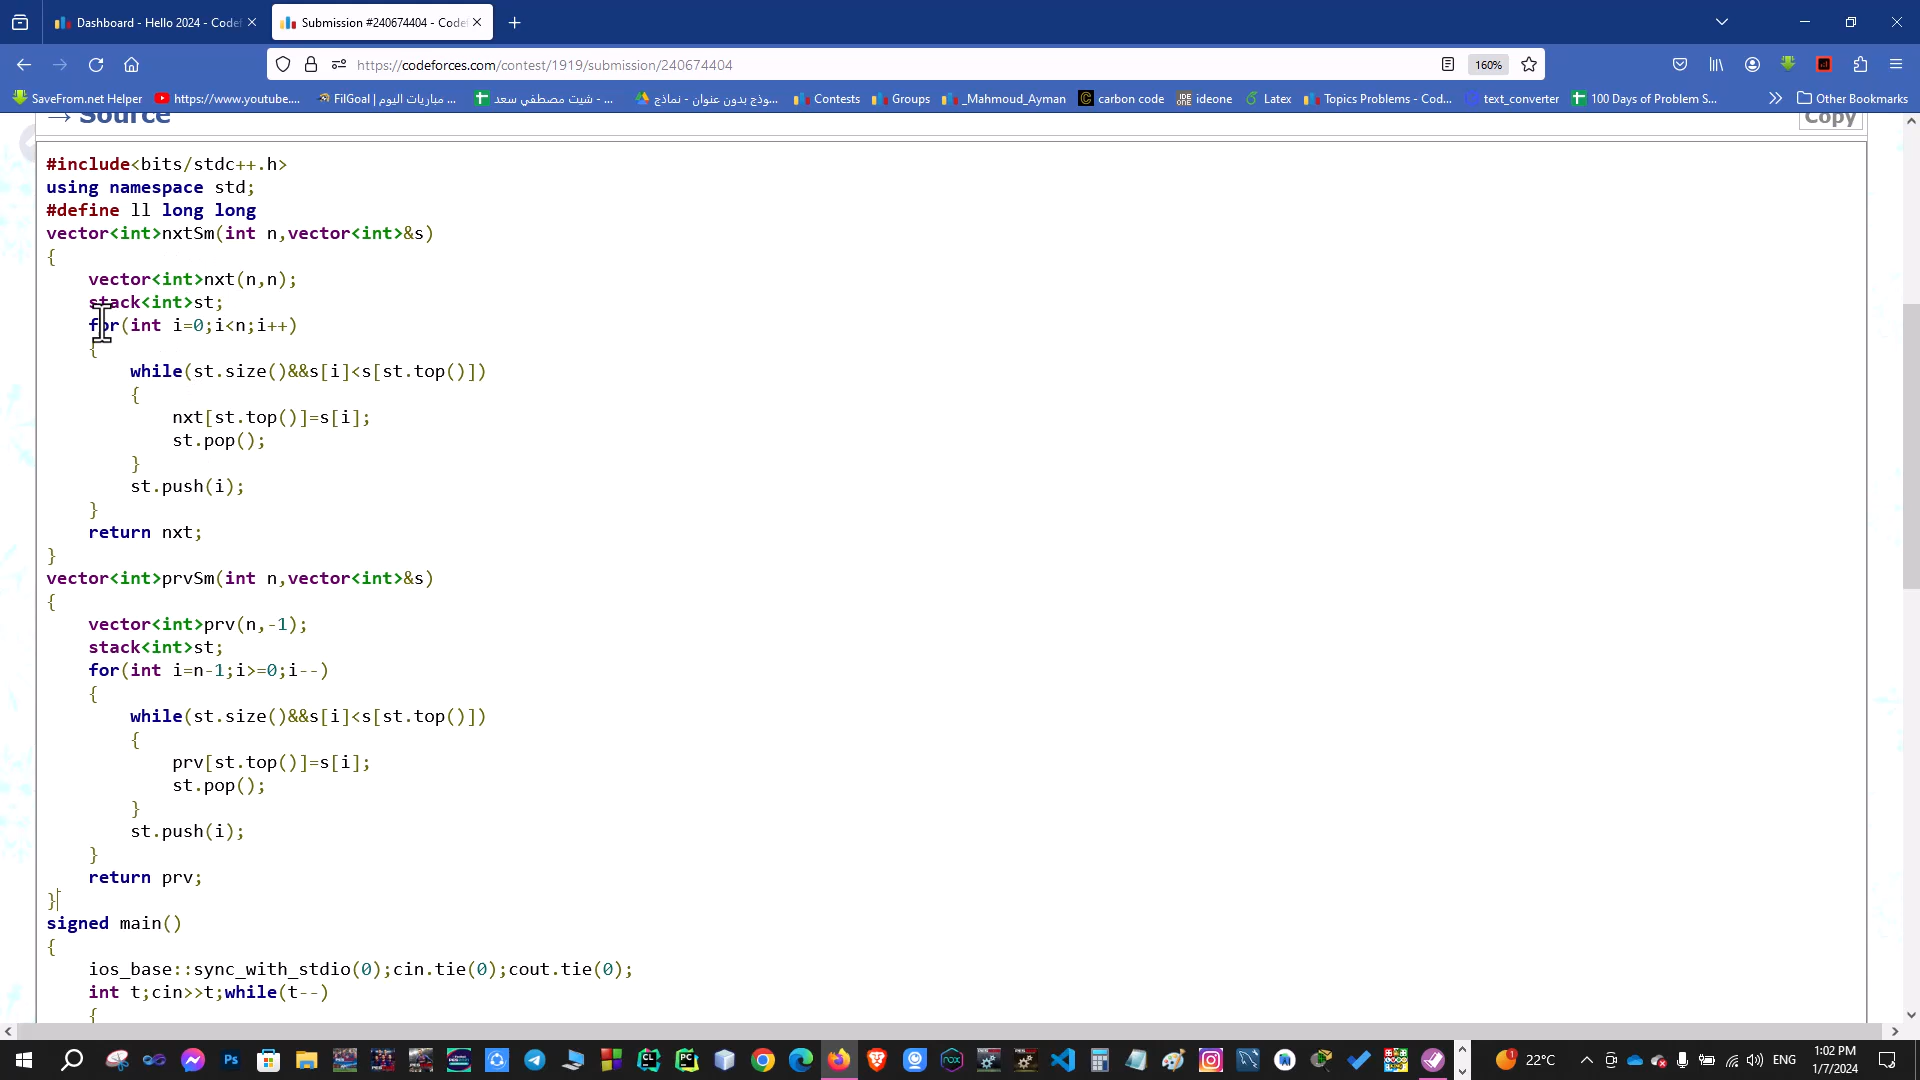 Dashboard - Hello 2024 - Codef
Submission #240674404 - Codef
https://codeforces.com/contest/1919/submission/240674404
160%
SaveFrom.net Helper
https://www.youtube....
FilGoal | مباريات اليوم ...
شيت مصطفي سعد - ...
...وذج بدون عنوان - نماذج
Contests
Groups
_Mahmoud_Ayman
carbon code
ideone
Latex
Topics Problems - Cod...
text_converter
100 Days of Problem S...
Other Bookmarks
→ Source
Copy
#include<bits/stdc++.h>
using namespace std;
#define ll long long
vector<int>nxtSm(int n,vector<int>&s)
{
    vector<int>nxt(n,n);
    stack<int>st;
    for(int i=0;i<n;i++)
    {
        while(st.size()&&s[i]<s[st.top()])
        {
            nxt[st.top()]=s[i];
            st.pop();
        }
        st.push(i);
    }
    return nxt;
}
vector<int>prvSm(int n,vector<int>&s)
{
    vector<int>prv(n,-1);
    stack<int>st;
    for(int i=n-1;i>=0;i--)
    {
        while(st.size()&&s[i]<s[st.top()])
        {
            prv[st.top()]=s[i];
            st.pop();
        }
        st.push(i);
    }
    return prv;
}
signed main()
{
    ios_base::sync_with_stdio(0);cin.tie(0);cout.tie(0);
    int t;cin>>t;while(t--)
    {
22°C
ENG
1:02 PM
1/7/2024